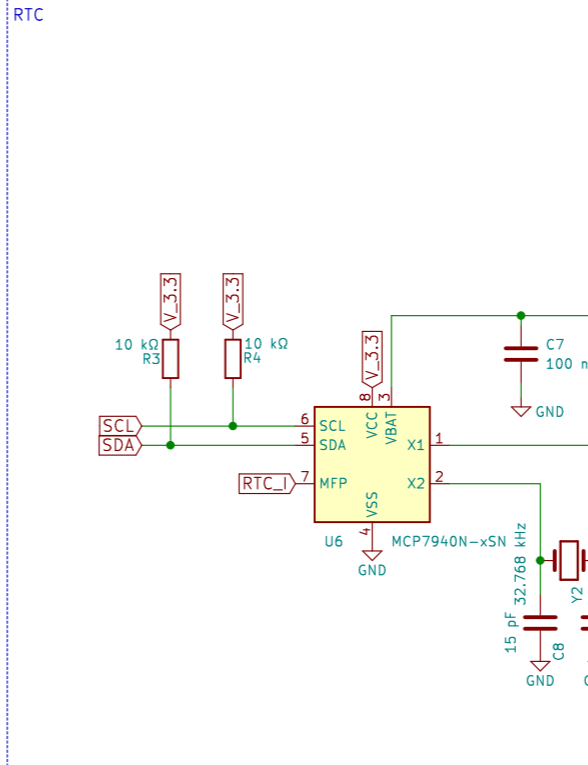 RTC
V_3.3
V_3.3
10 kΩ
R3
10 kΩ
R4
V_3.3
C7
100 n
GND
8
3
SCL
SDA
6
5
SCL
SDA
VCC
VBAT
X1
1
RTC_I
7
MFP
X2
2
VSS
4
U6
MCP7940N-xSN
GND
32.768 kHz
Y2
15 pF
C8
GND